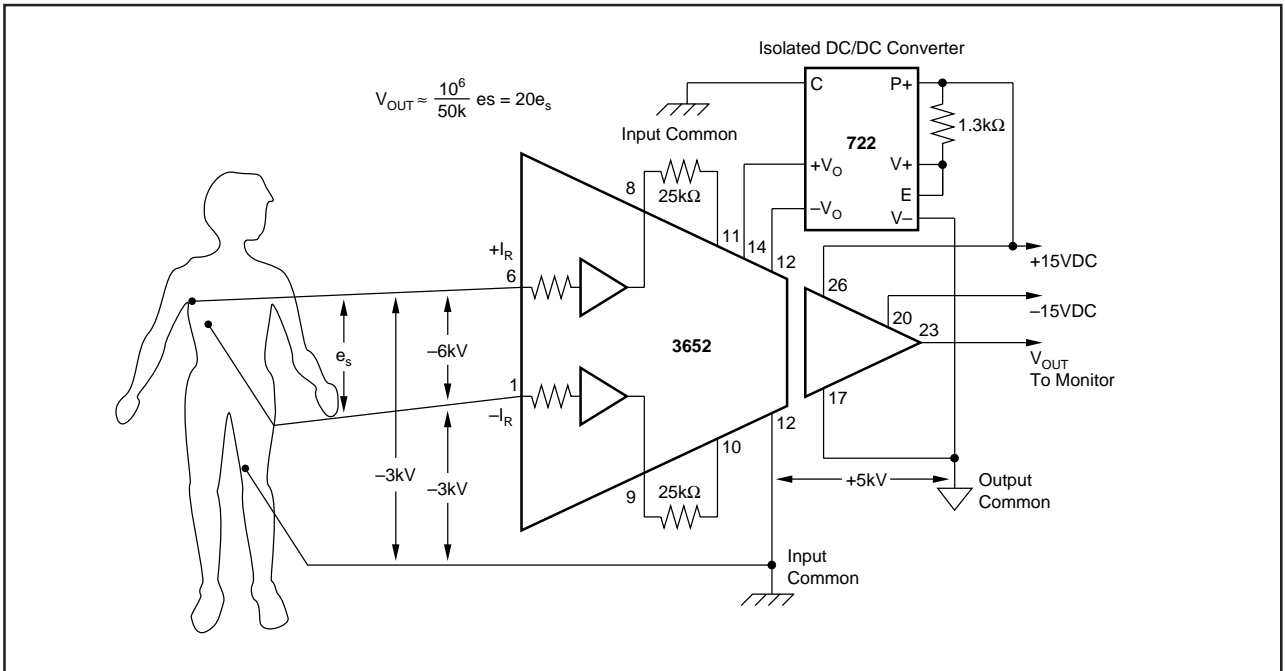 Isolated DC/DC Converter
V_OUT ≈ 10^6/50k es = 20e_s
C
P+
1.3kΩ
Input Common
722
+V_O
V+
E
–V_O
V–
8
25kΩ
11
14
12
+I_R
6
+15VDC
26
–15VDC
20
23
V_OUT
To Monitor
3652
e_s
–6kV
1
–I_R
17
12
10
–3kV
–3kV
+5kV
Output
Common
9
25kΩ
Input
Common